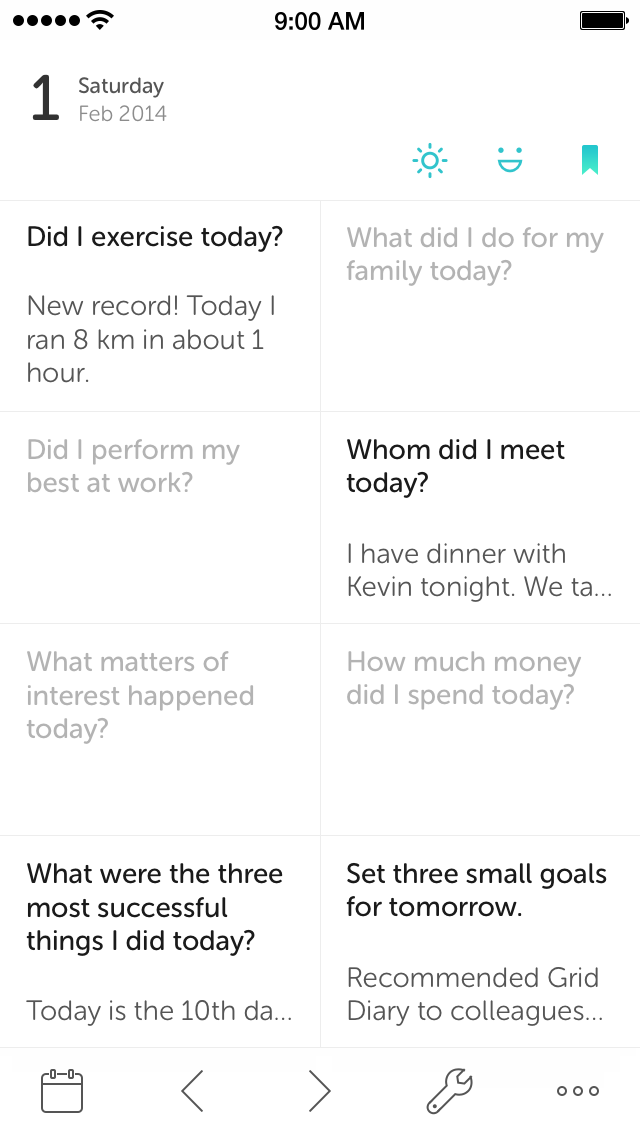 9:00 AM
1
Saturday
Feb 2014
Did I exercise today?
New record! Today I
ran 8 km in about 1
hour.
What did I do for my
family today?
Did I perform my
best at work?
Whom did I meet
today?
I have dinner with
Kevin tonight. We ta...
What matters of
interest happened
today?
How much money
did I spend today?
What were the three
most successful
things I did today?
Today is the 10th da...
Set three small goals
for tomorrow.
Recommended Grid
Diary to colleagues...